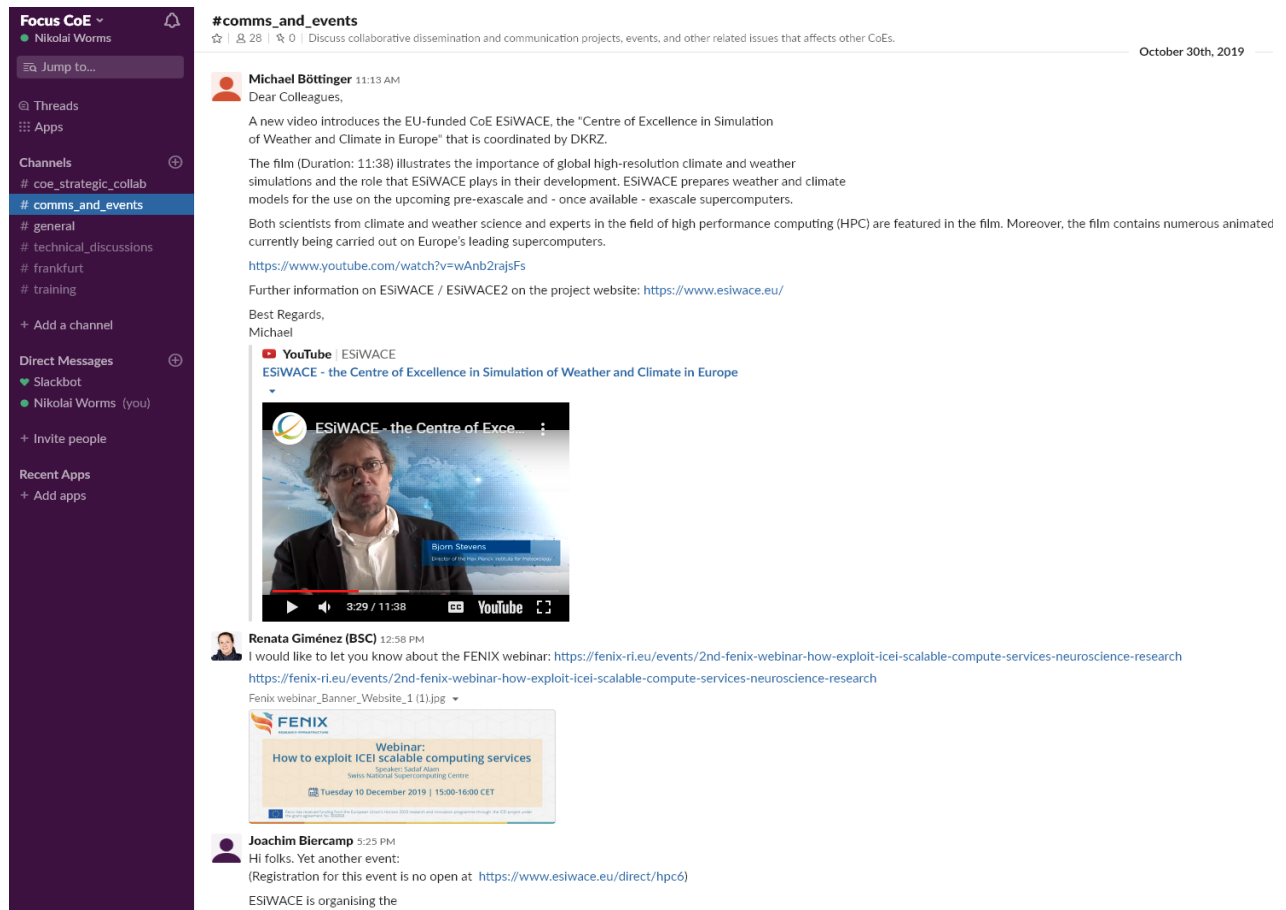 Focus CoE
Nikolai Worms
Jump to...
Threads
Apps
Channels
# coe_strategic_collab
# comms_and_events
# general
# technical_discussions
# frankfurt
# training
+ Add a channel
Direct Messages
Slackbot
Nikolai Worms (you)
+ Invite people
Recent Apps
+ Add apps
#comms_and_events
28 | 0 | Discuss collaborative dissemination and communication projects, events, and other related issues that affects other CoEs.
October 30th, 2019
Michael Böttinger 11:13 AM
Dear Colleagues,
A new video introduces the EU-funded CoE ESiWACE, the "Centre of Excellence in Simulation
of Weather and Climate in Europe" that is coordinated by DKRZ.
The film (Duration: 11:38) illustrates the importance of global high-resolution climate and weather
simulations and the role that ESiWACE plays in their development. ESiWACE prepares weather and climate
models for the use on the upcoming pre-exascale and - once available - exascale supercomputers.
Both scientists from climate and weather science and experts in the field of high performance computing (HPC) are featured in the film. Moreover, the film contains numerous animated
currently being carried out on Europe's leading supercomputers.
https://www.youtube.com/watch?v=wAnb2rajsFs
Further information on ESiWACE / ESiWACE2 on the project website: https://www.esiwace.eu/
Best Regards,
Michael
YouTube | ESiWACE
ESiWACE - the Centre of Excellence in Simulation of Weather and Climate in Europe
ESiWACE - the Centre of Exce...
Bjorn Stevens
Director of the Max Planck Institute for Meteorology
3:29 / 11:38 CC YouTube
Renata Giménez (BSC) 12:58 PM
I would like to let you know about the FENIX webinar: https://fenix-ri.eu/events/2nd-fenix-webinar-how-exploit-icei-scalable-compute-services-neuroscience-research
https://fenix-ri.eu/events/2nd-fenix-webinar-how-exploit-icei-scalable-compute-services-neuroscience-research
Fenix webinar_Banner_Website_1 (1).jpg
FENIX
RESEARCH INFRASTRUCTURE
Webinar:
How to exploit ICEI scalable computing services
Speaker: Sadaf Alam
Swiss National Supercomputing Centre
Tuesday 10 December 2019 | 15:00-16:00 CET
Joachim Biercamp 5:25 PM
Hi folks. Yet another event:
(Registration for this event is no open at https://www.esiwace.eu/direct/hpc6)
ESiWACE is organising the